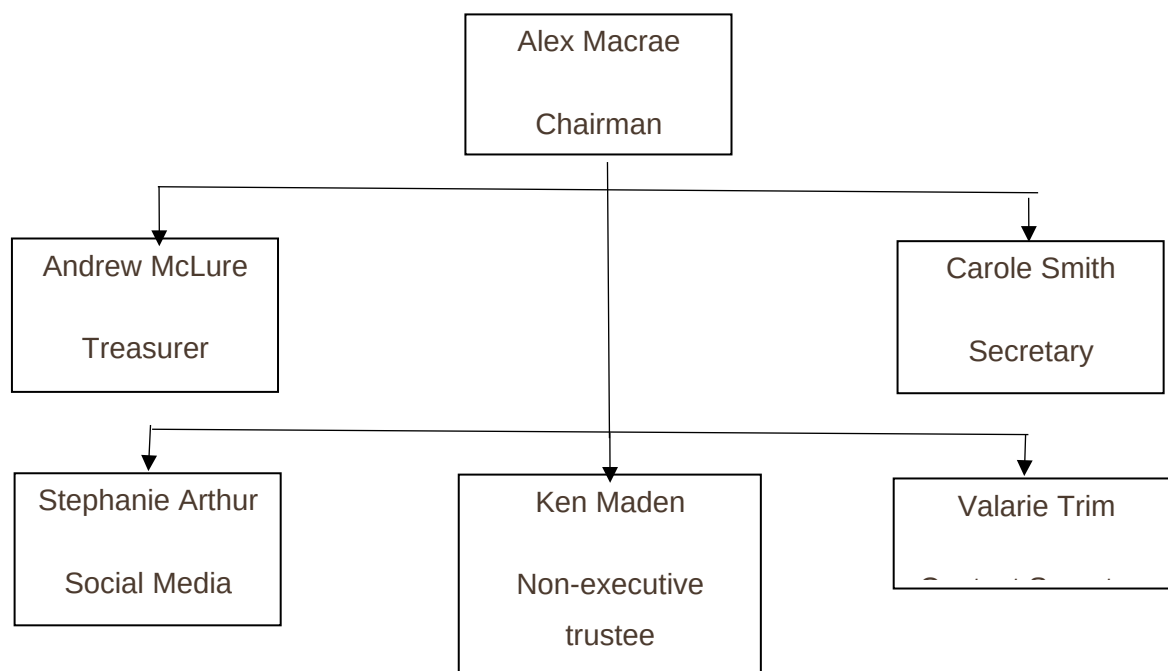 Alex Macrae
Chairman
Andrew McLure
Treasurer
Carole Smith
Secretary
Stephanie Arthur
Social Media
Ken Maden
Non-executive
trustee
Valarie Trim